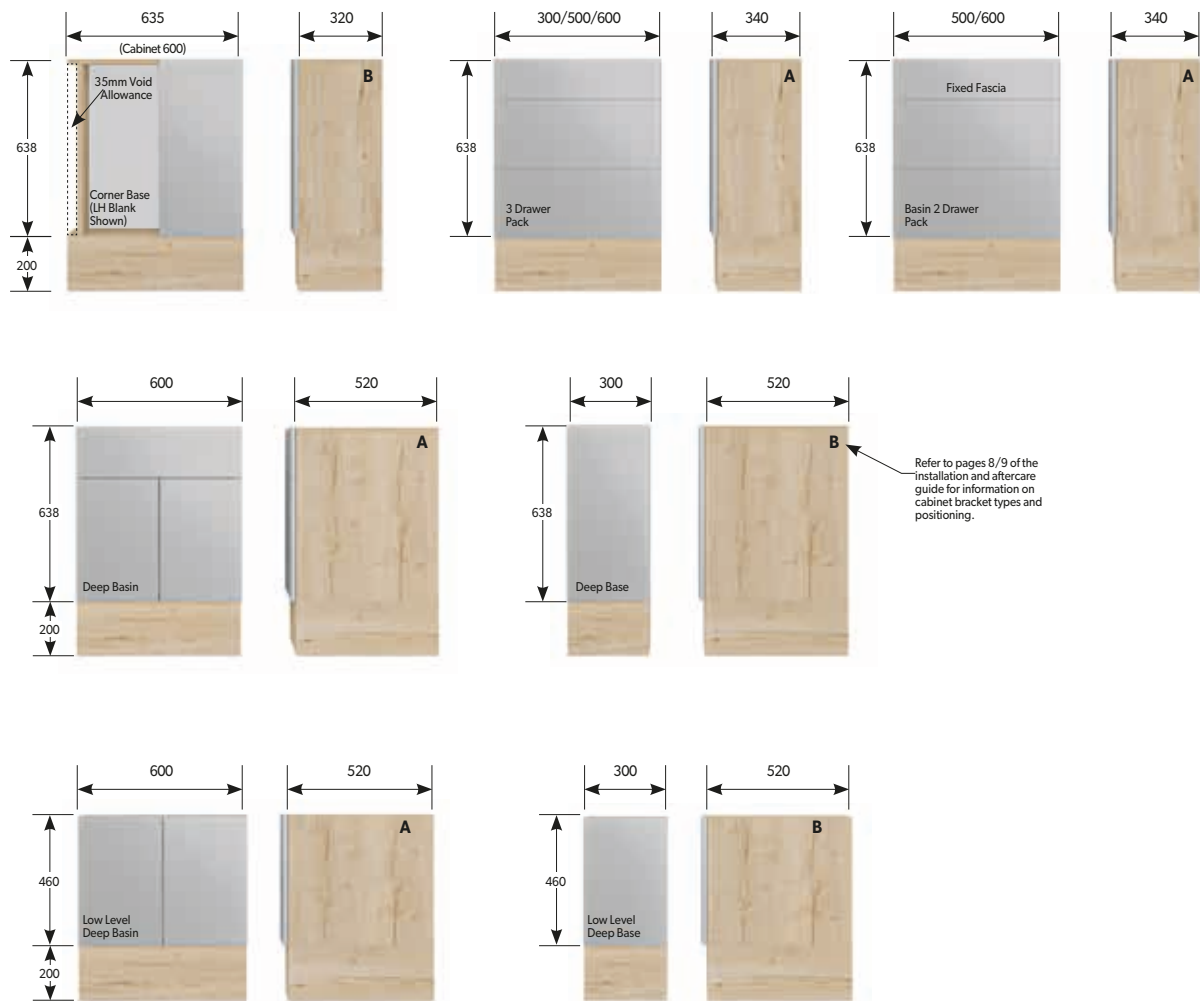 635
320
300/500/600
340
500/600
340
(Cabinet 600)
B
A
A
35mm Void
Allowance
Fixed Fascia
638
638
638
Corner Base
(LH Blank
Shown)
3 Drawer
Pack
Basin 2 Drawer
Pack
200
600
520
300
520
A
B
Refer to pages 8/9 of the
installation and aftercare
guide for information on
cabinet bracket types and
positioning.
638
638
Deep Basin
Deep Base
200
600
520
300
520
A
B
460
460
Low Level
Deep Basin
Low Level
Deep Base
200
200